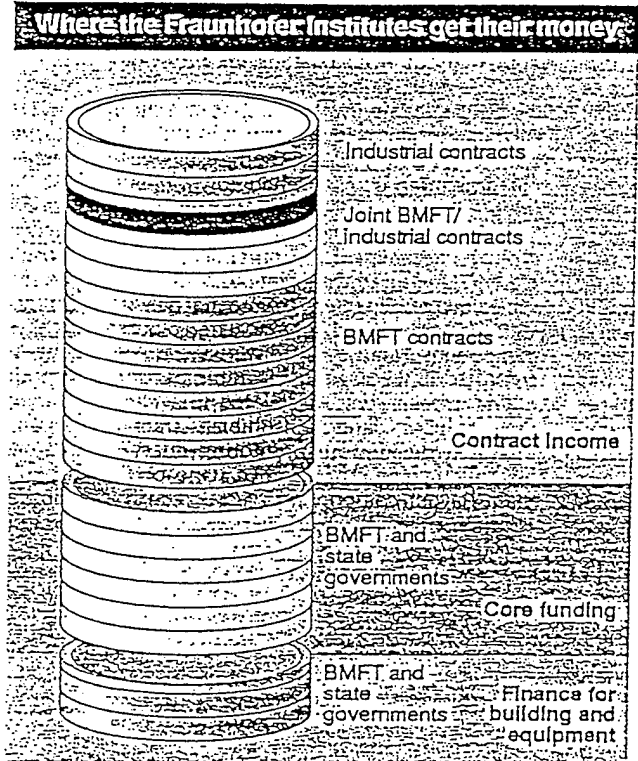 Where the Fraunhofer Institutes get their money
Industrial contracts
Joint BMFT/
industrial contracts
BMFT contracts
Contract Income
BMFT and
state
governments
Core funding
BMFT and
state
governments
Finance for
building and
equipment